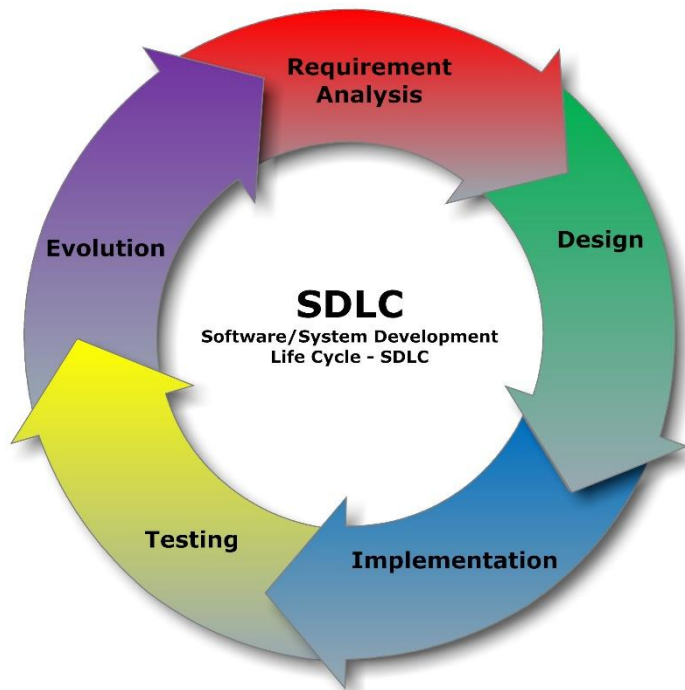 Requirement
Analysis
Design
Implementation
Testing
Evolution
SDLC
Software/System Development
Life Cycle - SDLC